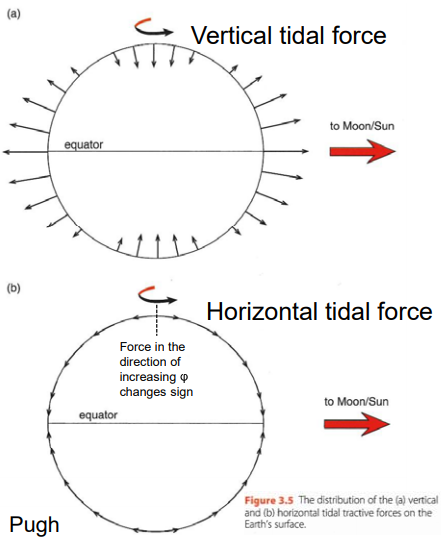 (a)
Vertical tidal force
to Moon/Sun
equator
(b)
Horizontal tidal force
Force in the
direction of
increasing φ
changes sign
to Moon/Sun
equator
Figure 3.5 The distribution of the (a) vertical
and (b) horizontal tidal tractive forces on the
Earth's surface.
Pugh